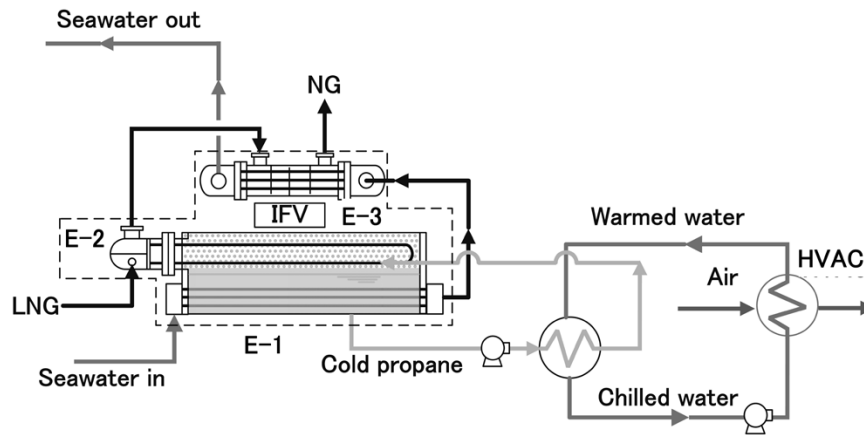 Seawater out
NG
IFV
E-3
E-2
Warmed water
HVAC
Air
LNG
E-1
Cold propane
Seawater in
Chilled water